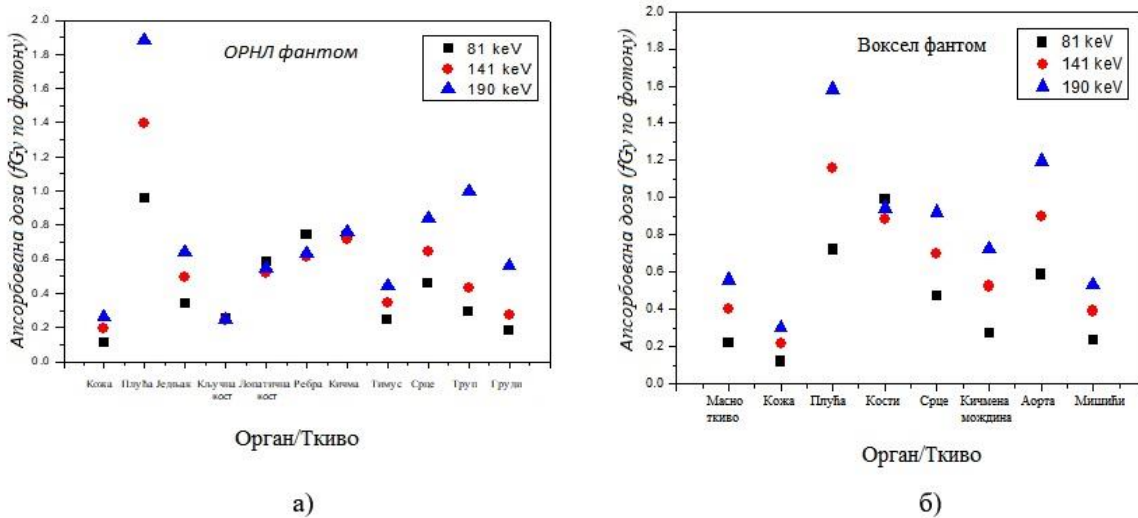 ОРНЛ фантом
81 keV
141 keV
190 keV
Апсорбована доза (fGy по фотону)
2.0
1.8
1.6
1.4
1.2
1.0
0.8
0.6
0.4
0.2
0.0
Кожа Плућа Једњак Кључна Лопатична Ребра Кичма Тимус Срце Труп Груди
кост кост
Орган/Ткиво
а)
Воксел фантом
81 keV
141 keV
190 keV
Апсорбована доза (fGy по фотону)
2.0
1.8
1.6
1.4
1.2
1.0
0.8
0.6
0.4
0.2
0.0
Масно Кожа Плућа Кости Срце Кичмена Аорта Мишићи
ткиво мождина
Орган/Ткиво
б)